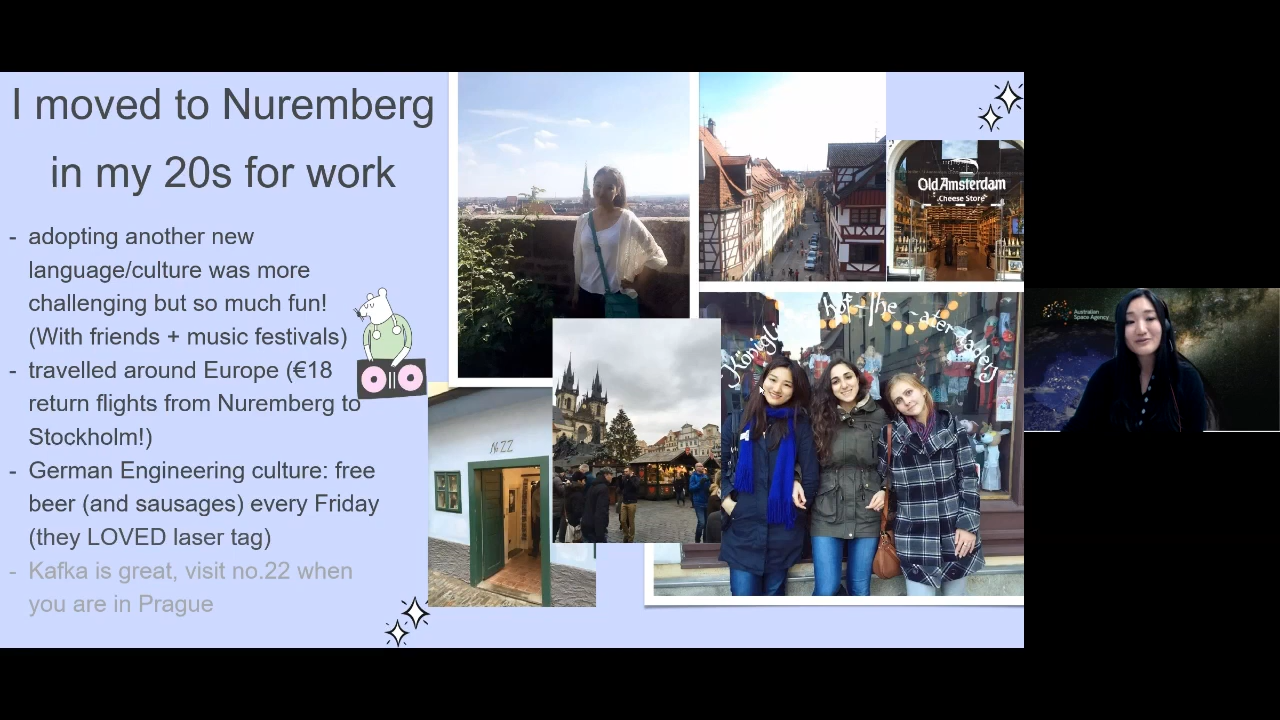 I moved to Nuremberg
in my 20s for work
- adopting another new
language/culture was more
challenging but so much fun!
(With friends + music festivals)
- travelled around Europe (€18
return flights from Nuremberg to
Stockholm!)
- German Engineering culture: free
beer (and sausages) every Friday
(they LOVED laser tag)
- Kafka is great, visit no.22 when
you are in Prague
Old Amsterdam
Cheese Store
No 22
Australian
Space Agency